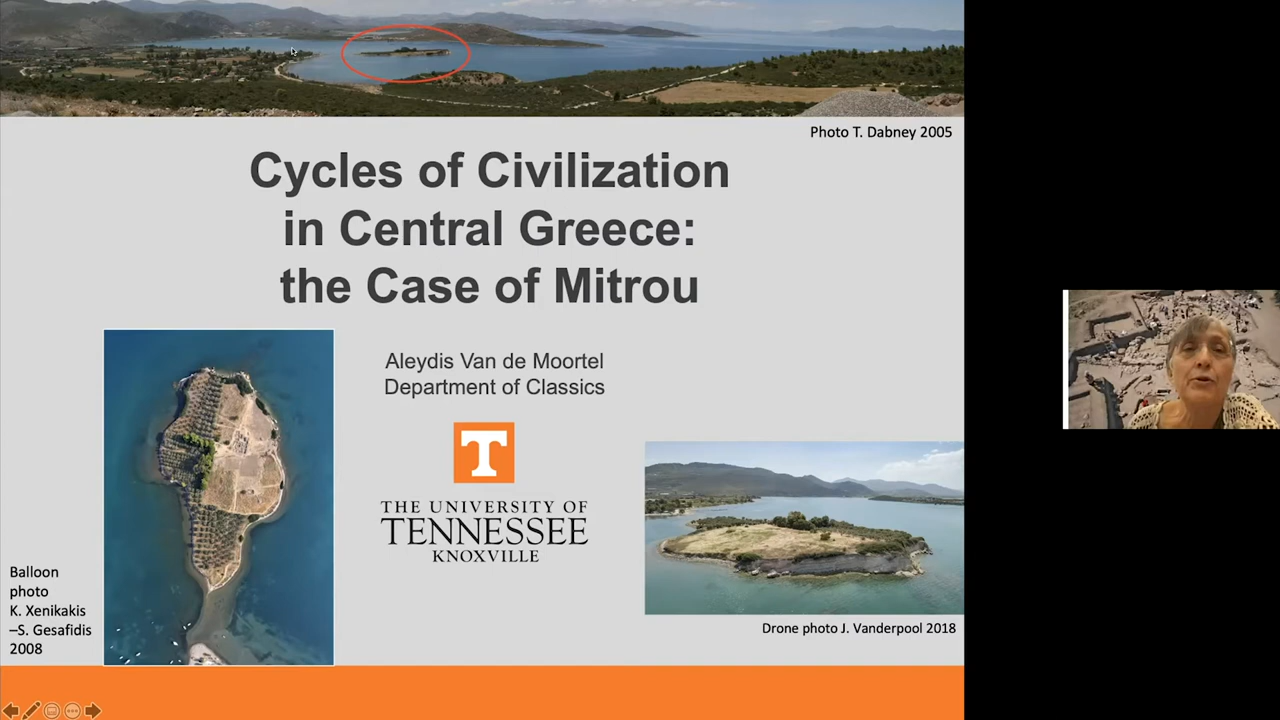 Photo T. Dabney 2005
Cycles of Civilization
in Central Greece:
the Case of Mitrou
Aleydis Van de Moortel
Department of Classics
T
THE UNIVERSITY OF
TENNESSEE
KNOXVILLE
Balloon
photo
K. Xenikakis
–S. Gesafidis
2008
Drone photo J. Vanderpool 2018